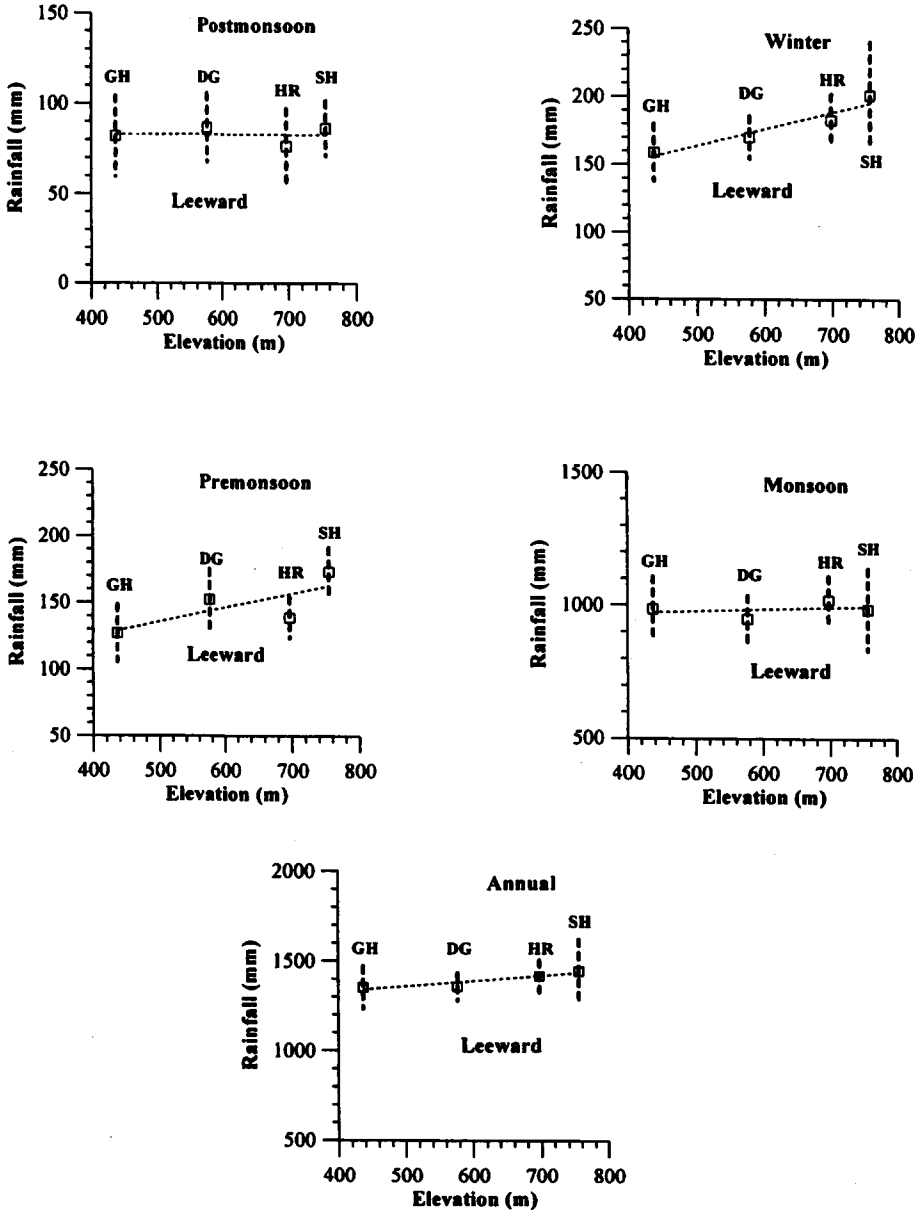 Postmonsoon
150
100
50
0
Rainfall (mm)
GH
DG
HR
SH
Leeward
400 500 600 700 800
Elevation (m)
Winter
250
200
150
100
50
Rainfall (mm)
GH
DG
HR
SH
Leeward
400 500 600 700 800
Elevation (m)
Premonsoon
250
200
150
100
50
Rainfall (mm)
GH
DG
HR
SH
Leeward
400 500 600 700 800
Elevation (m)
Monsoon
1500
1000
500
Rainfall (mm)
GH
DG
HR
SH
Leeward
400 500 600 700 800
Elevation (m)
Annual
2000
1500
1000
500
Rainfall (mm)
GH
DG
HR
SH
Leeward
400 500 600 700 800
Elevation (m)